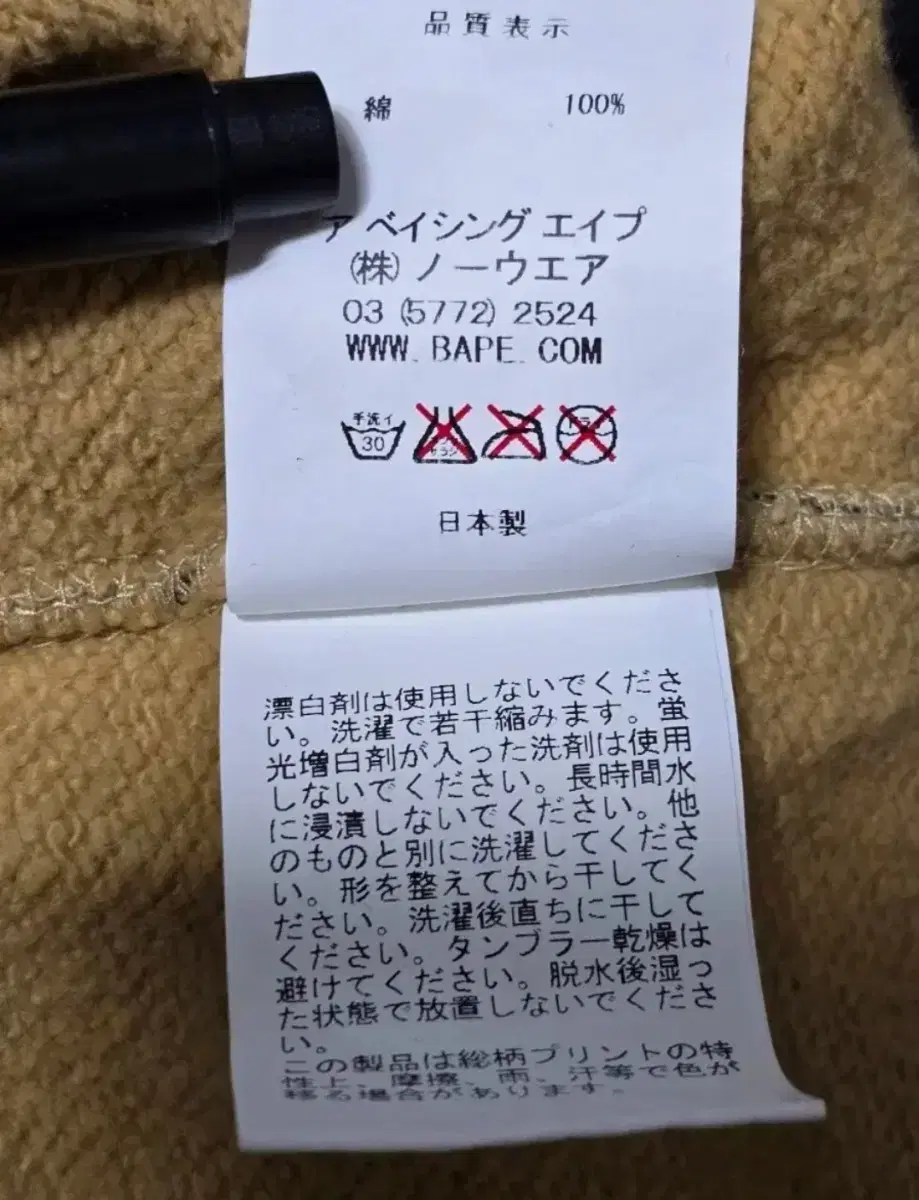 品質表示
綿 100%
ア ベイシング エイプ
(株) ノーウエア
03 (5772) 2524
WWW. BAPE. COM
手洗イ
30
サラシ
日本製
漂白剤は使用しないでくださ
い。洗濯で若干縮みます。蛍
光増白剤が入った洗剤は使用
しないでください。長時間水
に浸漬しないでください。他
のものと別に洗濯してくださ
い。形を整えてから干してく
ださい。洗濯後直ちに干して
ください。タンブラー乾燥は
避けてください。脱水後湿っ
た状態で放置しないでくださ
い。
この製品は総柄プリントの特
性上、摩擦、雨、汗等で色が
移る場合があります。